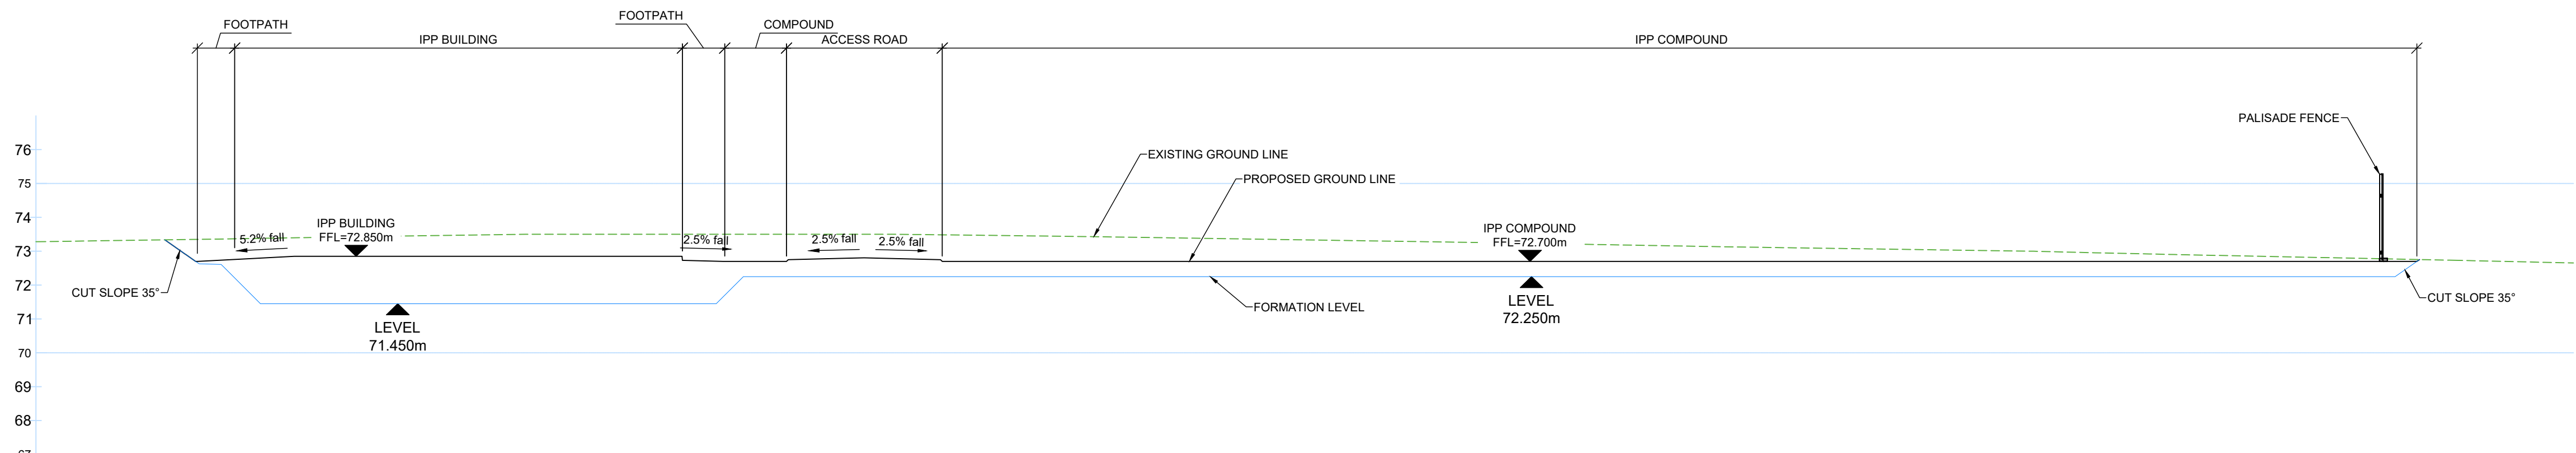 FOOTPATH
IPP BUILDING
FOOTPATH
COMPOUND
ACCESS ROAD
IPP COMPOUND
PALISADE FENCE
EXISTING GROUND LINE
PROPOSED GROUND LINE
76
75
74
73
72
71
70
69
68
5.2% fall
IPP BUILDING
FFL=72.850m
2.5% fall
2.5% fall
2.5% fall
IPP COMPOUND
FFL=72.700m
CUT SLOPE 35°
LEVEL
71.450m
FORMATION LEVEL
LEVEL
72.250m
CUT SLOPE 35°